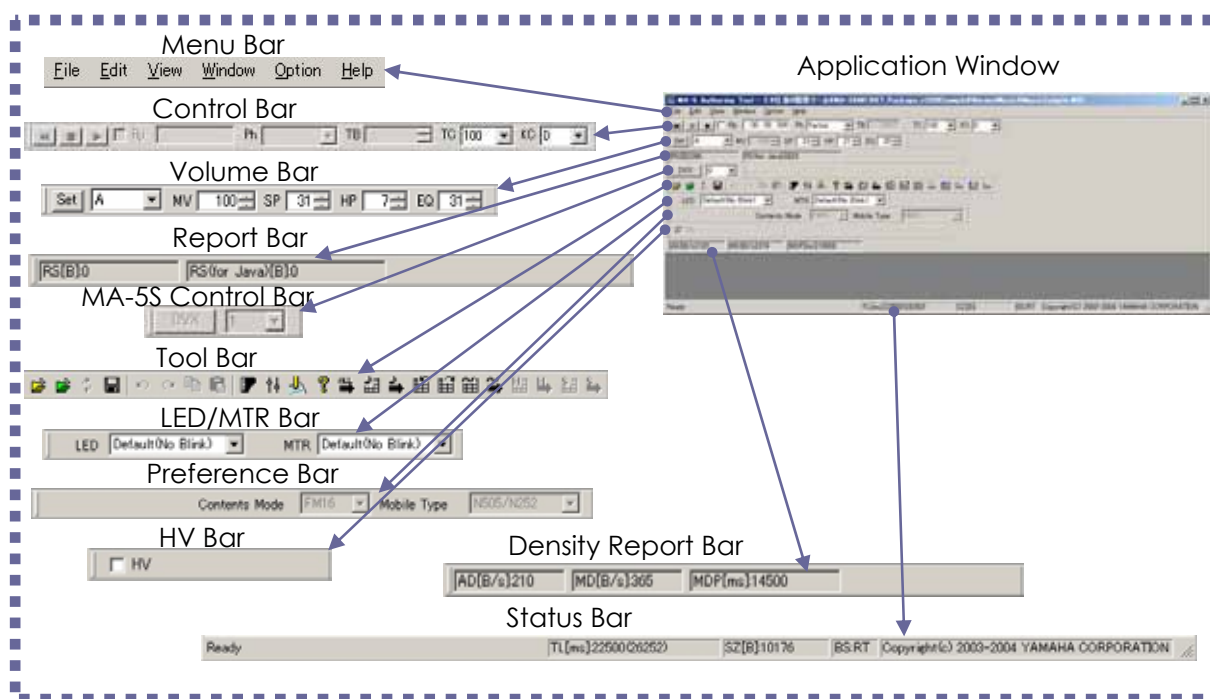 Menu Bar
File Edit View Window Option Help
Application Window
Control Bar
Ph TB TC 100 KC 0
Volume Bar
Set A MV 100 SP 31 HP 7 EQ 31
Report Bar
RS[B]:0 RS(for Java)[B]:0
MA-5S Control Bar
DVX 1
Tool Bar
LED/MTR Bar
LED Default(No Blink) MTR Default(No Blink)
Preference Bar
Contents Mode FM16 Mobile Type N505/N252
HV Bar
HV
Density Report Bar
AD[B/s]:210 MD[B/s]:365 MDP[ms]:14500
Status Bar
Ready TL[ms]:22500(26252) SZ[B]:10176 BS:RT Copyright(c) 2003-2004 YAMAHA CORPORATION